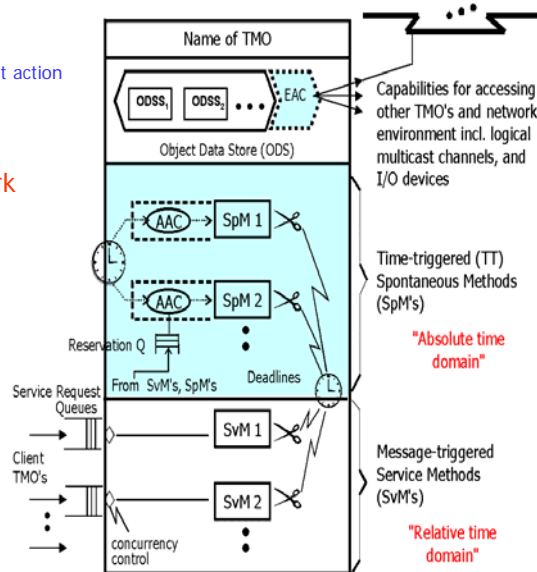 Name of TMO
t action
ODSS1
ODSS2
EAC
Capabilities for accessing
other TMO's and network
environment incl. logical
multicast channels, and
I/O devices
Object Data Store (ODS)
rk
AAC
SpM 1
Time-triggered (TT)
Spontaneous Methods
(SpM's)
AAC
SpM 2
"Absolute time
domain"
Reservation Q
From SvM's, SpM's
Deadlines
Service Request
Queues
SvM 1
Client
TMO's
Message-triggered
Service Methods
(SvM's)
SvM 2
"Relative time
domain"
concurrency
control